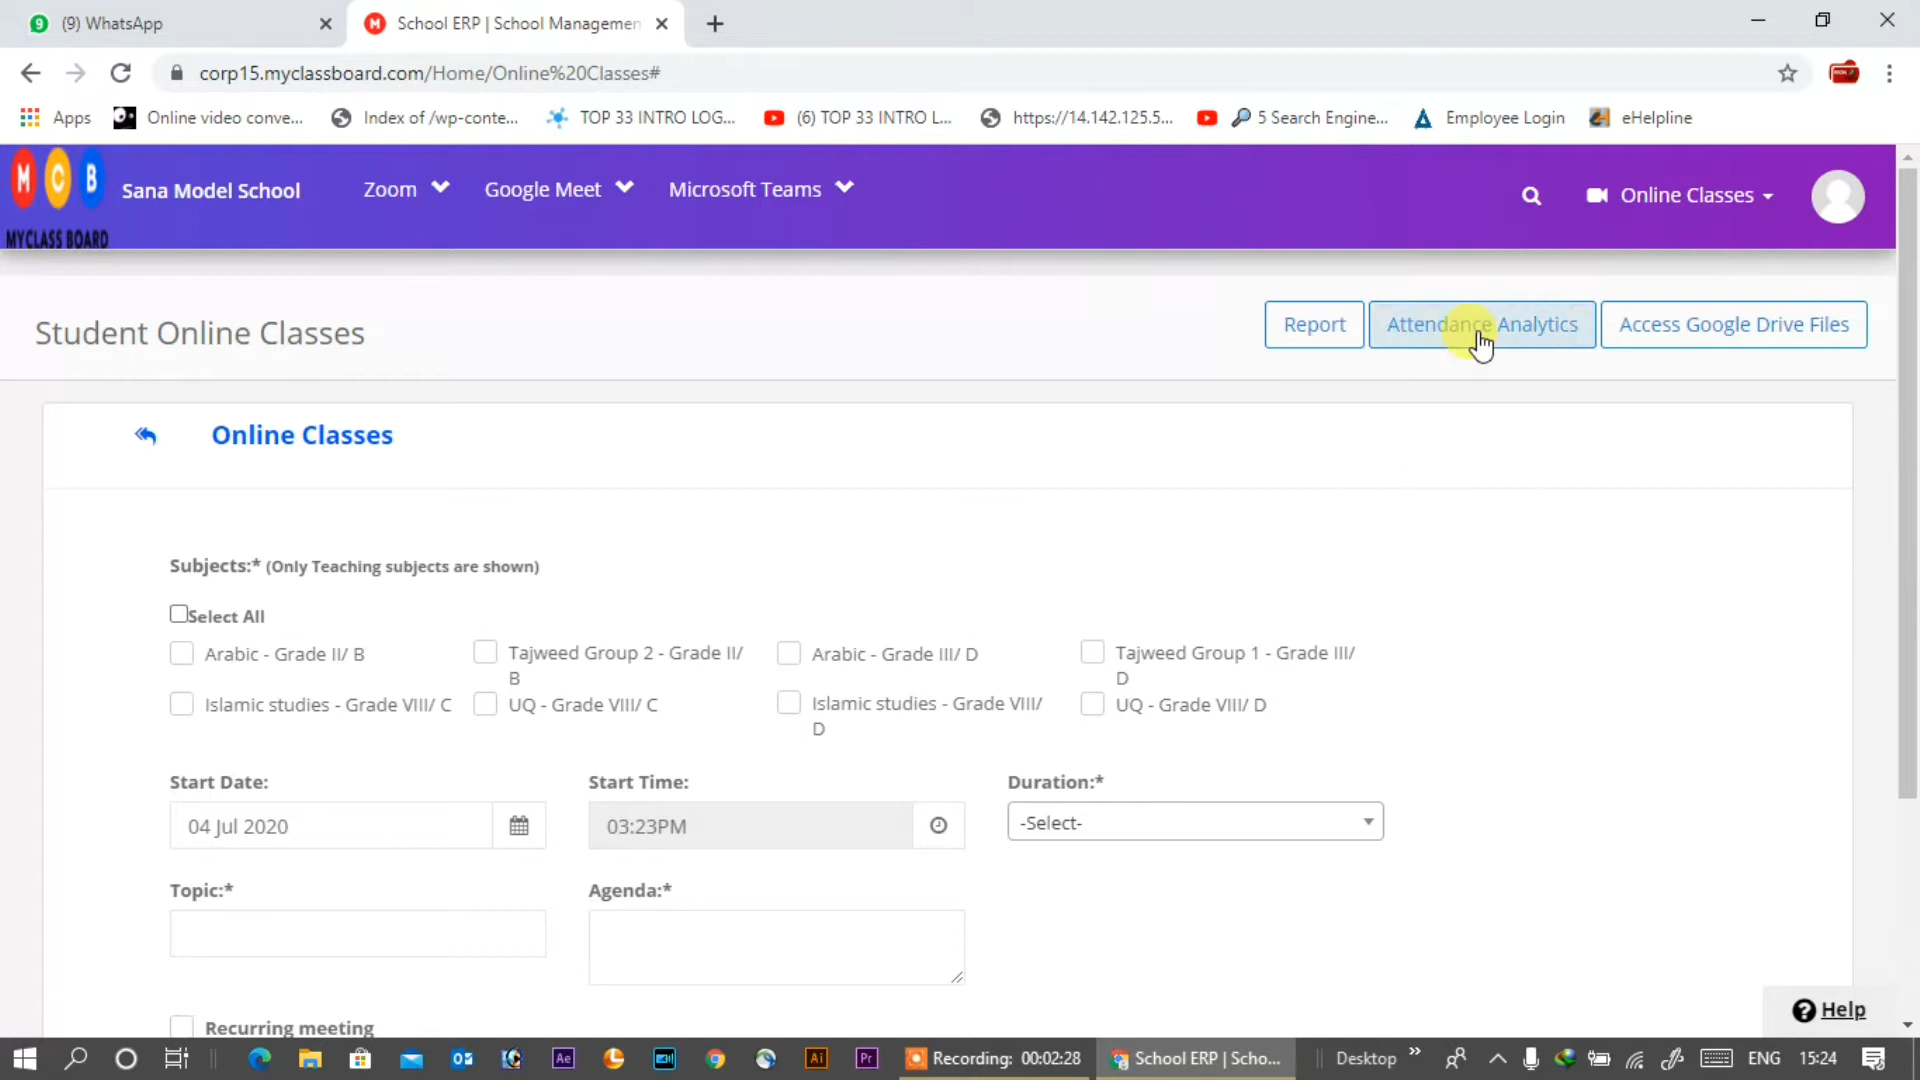 (9) WhatsApp
School ERP | School Managemen
corp15.myclassboard.com/Home/Online%20Classes#
Apps
Online video conve...
Index of /wp-conte...
TOP 33 INTRO LOG...
(6) TOP 33 INTRO L...
https://14.142.125.5...
5 Search Engine...
Employee Login
eHelpline
M C B
MYCLASS BOARD
Sana Model School
Zoom
Google Meet
Microsoft Teams
Online Classes
Student Online Classes
Report
Attendance Analytics
Access Google Drive Files
Online Classes
Subjects:* (Only Teaching subjects are shown)
Select All
Arabic - Grade II/ B
Tajweed Group 2 - Grade II/
B
Arabic - Grade III/ D
Tajweed Group 1 - Grade III/
D
Islamic studies - Grade VIII/ C
UQ - Grade VIII/ C
Islamic studies - Grade VIII/
D
UQ - Grade VIII/ D
Start Date:
Start Time:
Duration:*
04 Jul 2020
03:23PM
-Select-
Topic:*
Agenda:*
Recurring meeting
Help
Ae
Ai
Pr
Recording: 00:02:28
School ERP | Scho...
Desktop
ENG
15:24